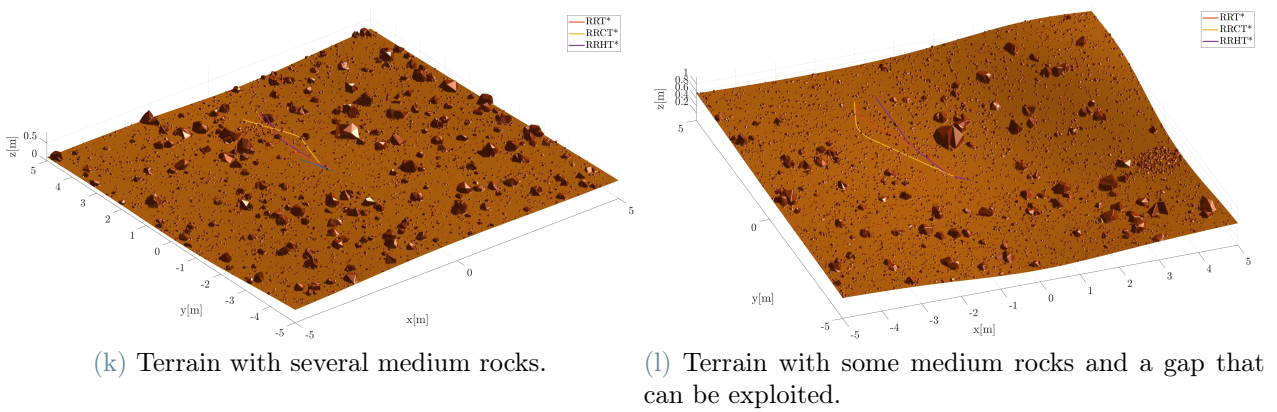 RRT*
RRCT*
RRHT*
z[m]
0.5
0
5
4
3
2
1
0
-1
-2
-3
-4
-5
y[m]
-5
0
5
x[m]
(k) Terrain with several medium rocks.
RRT*
RRCT*
RRHT*
z[m]
1
0.8
0.6
0.4
0.2
5
0
-5
y[m]
-5
-4
-3
-2
-1
0
1
2
3
4
5
x[m]
(l) Terrain with some medium rocks and a gap that
can be exploited.